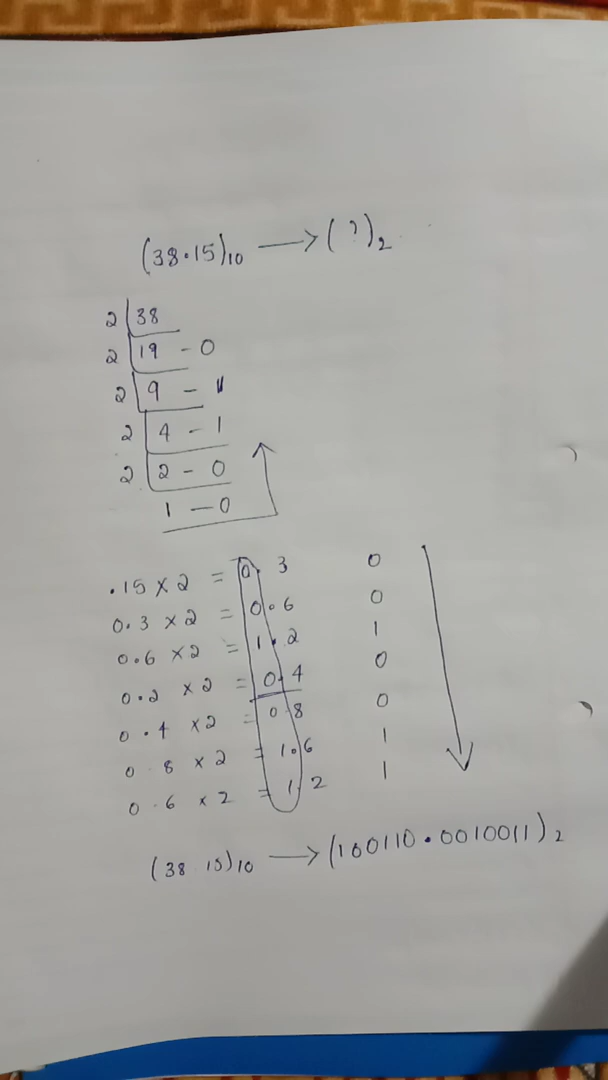 (38.15)10 → (?)2
2 | 38
2 | 19 - 0
2 | 9 - 1
2 | 4 - 1
2 | 2 - 0
1 - 0
.15 x 2 = 0.3 0
0.3 x 2 = 0.6 0
0.6 x 2 = 1.2 1
0.2 x 2 = 0.4 0
0.4 x 2 = 0.8 0
0.8 x 2 = 1.6 1
0.6 x 2 = 1.2 1
(38 15)10 → (100110.0010011)2